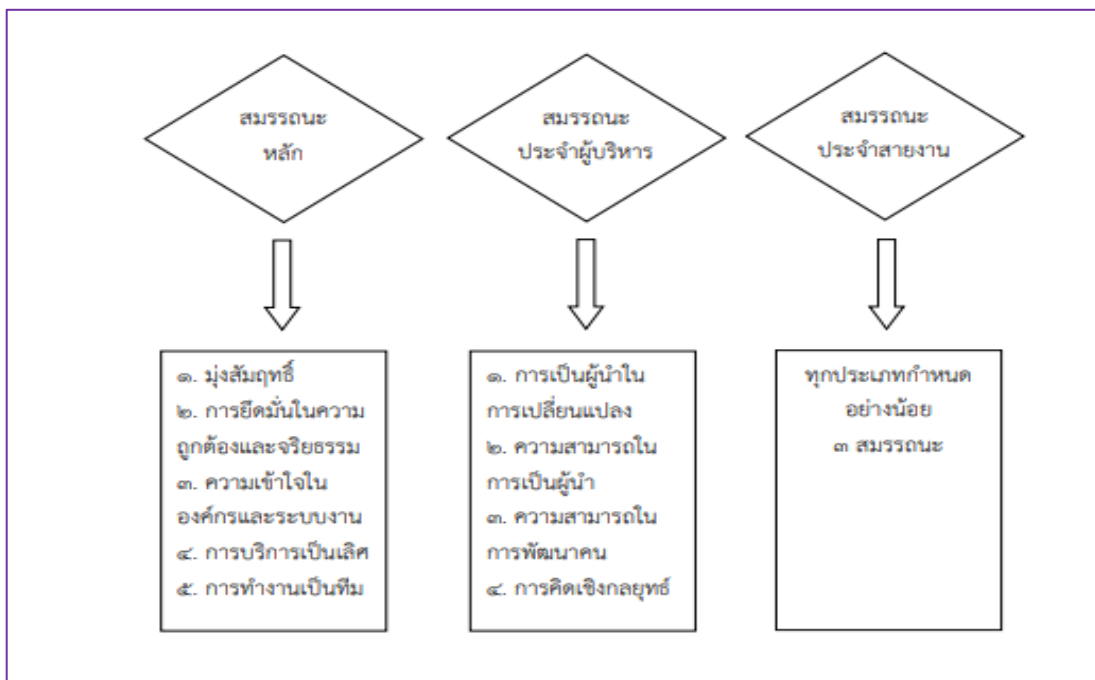 สมรรถนะ
หลัก
สมรรถนะ
ประจำผู้บริหาร
สมรรถนะ
ประจำสายงาน
๑. มุ่งสัมฤทธิ์
๒. การยึดมั่นในความ
ถูกต้องและจริยธรรม
๓. ความเข้าใจใน
องค์กรและระบบงาน
๔. การบริการเป็นเลิศ
๕. การทำงานเป็นทีม
๑. การเป็นผู้นำใน
การเปลี่ยนแปลง
๒. ความสามารถใน
การเป็นผู้นำ
๓. ความสามารถใน
การพัฒนาคน
๔. การคิดเชิงกลยุทธ์
ทุกประเภทกำหนด
อย่างน้อย
๓ สมรรถนะ